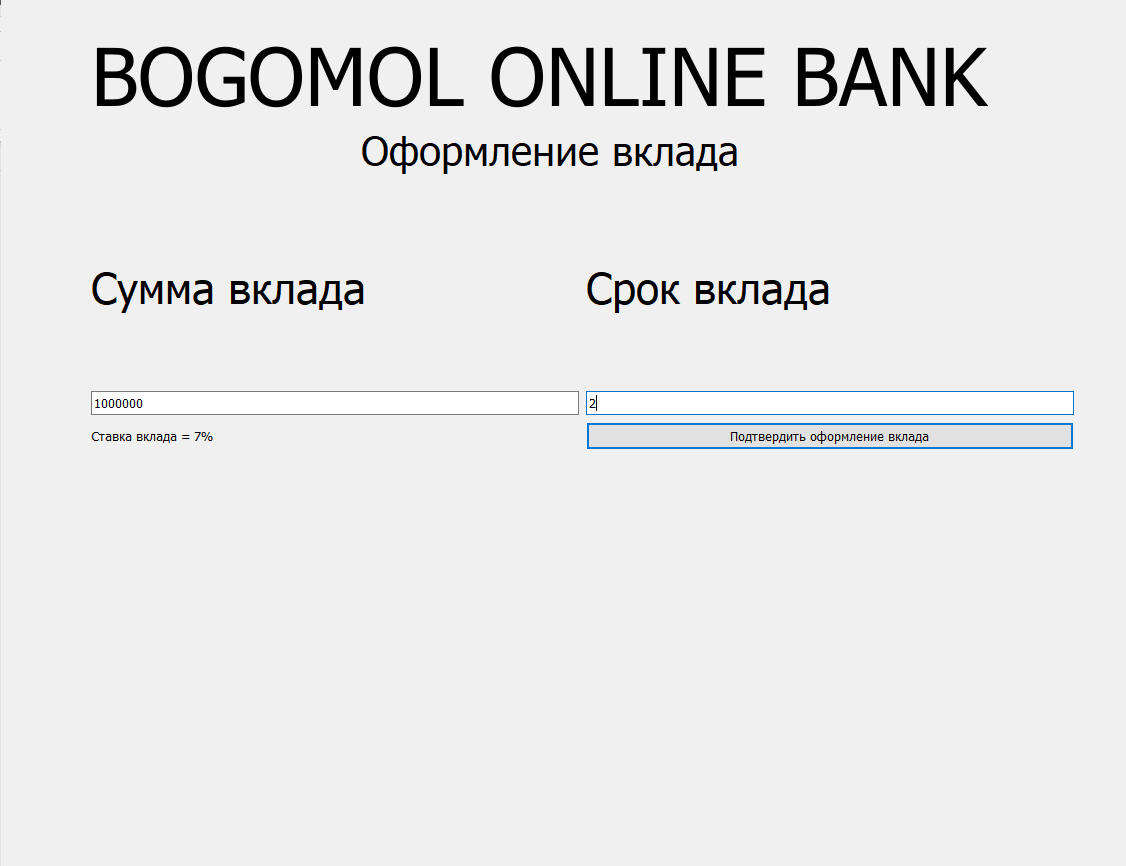 BOGOMOL ONLINE BANK
Оформление вклада
Сумма вклада
Срок вклада
1000000
2
Ставка вклада = 7%
Подтвердить оформление вклада